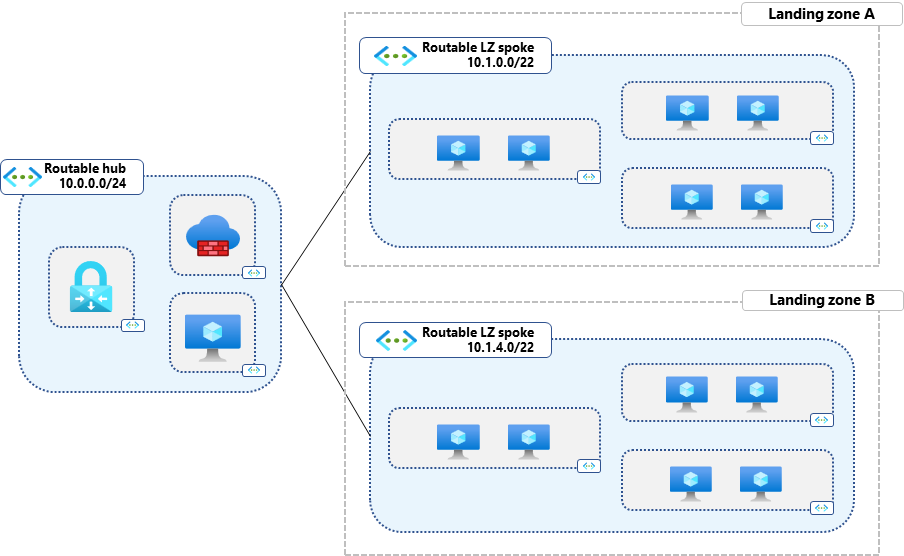 Landing zone A
Routable LZ spoke
10.1.0.0/22
Routable hub
10.0.0.0/24
Landing zone B
Routable LZ spoke
10.1.4.0/22